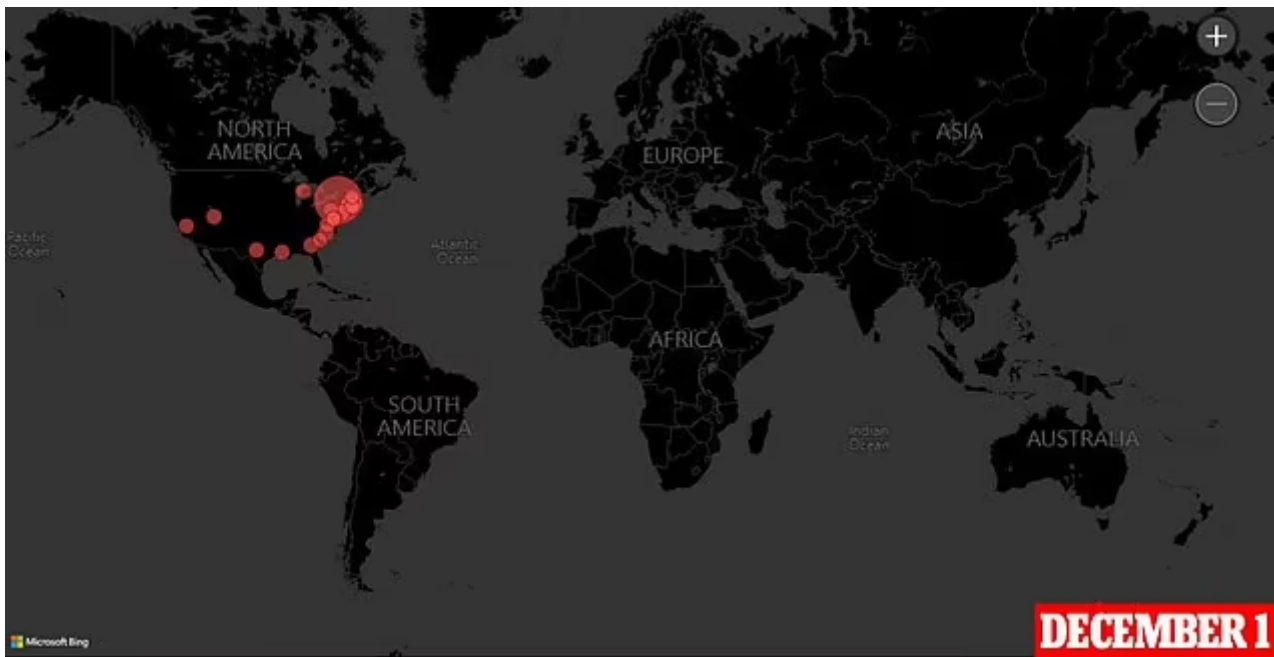 +
−
NORTH
AMERICA
EUROPE
ASIA
Pacific
Ocean
Atlantic
Ocean
AFRICA
SOUTH
AMERICA
Indian
Ocean
AUSTRALIA
Microsoft Bing
DECEMBER 1